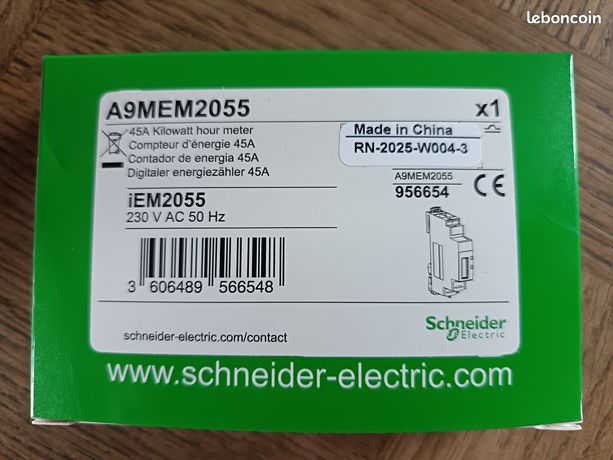 leboncoin
A9MEM2055 x1
45A Kilowatt hour meter
Compteur d'énergie 45A
Contador de energia 45A
Digitaler energiezähler 45A
Made in China
RN-2025-W004-3
iEM2055
230 V AC 50 Hz
A9MEM2055
956654 CE
3 606489 566548
schneider-electric.com/contact
Schneider
Electric
www.schneider-electric.com